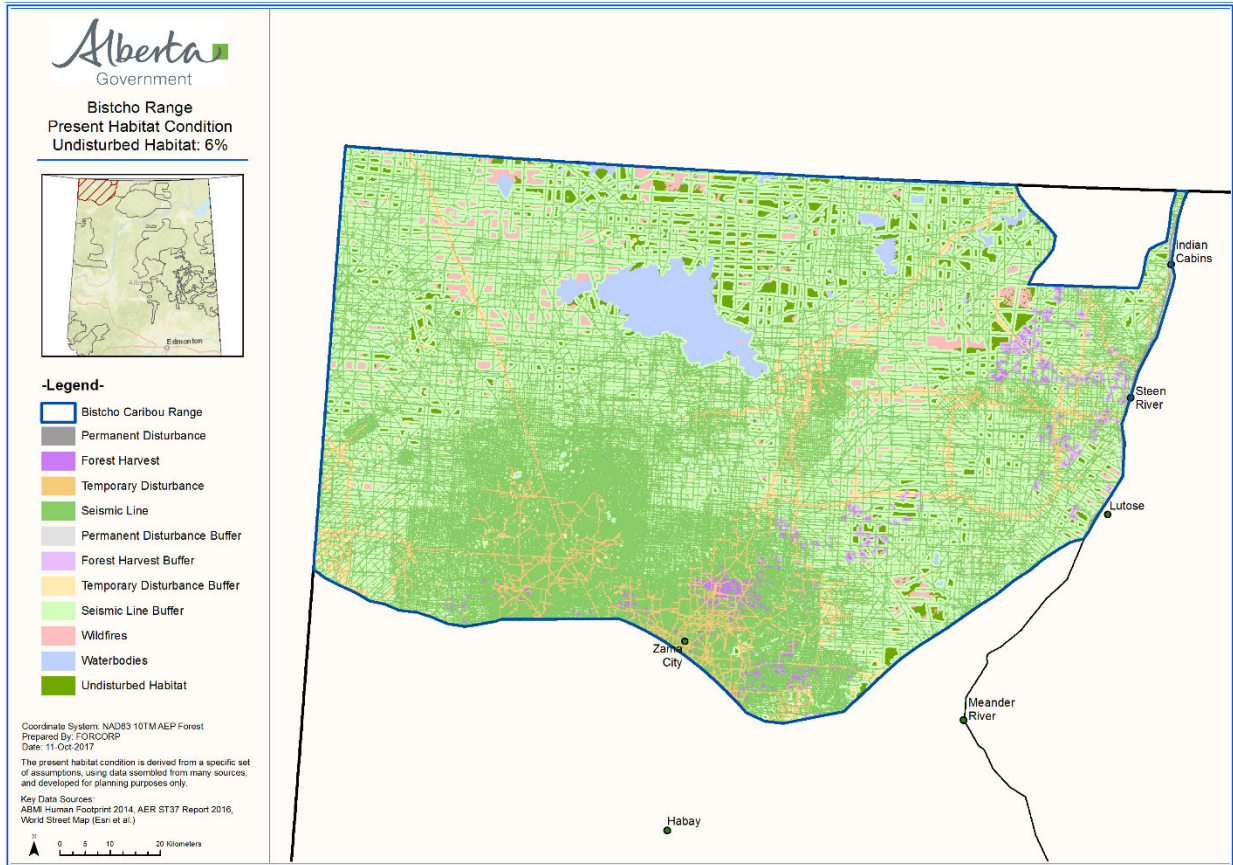 Alberta
Government
Bistcho Range
Present Habitat Condition
Undisturbed Habitat: 6%
Alberta
Edmonton
-Legend-
Bistcho Caribou Range
Permanent Disturbance
Forest Harvest
Temporary Disturbance
Seismic Line
Permanent Disturbance Buffer
Forest Harvest Buffer
Temporary Disturbance Buffer
Seismic Line Buffer
Wildfires
Waterbodies
Undisturbed Habitat
Coordinate System: NAD83 10TM AEP Forest
Prepared By: FORCORP
Date: 11-Oct-2017
The present habitat condition is derived from a specific set
of assumptions, using data ssembled from many sources,
and developed for planning purposes only.
Key Data Sources:
ABMI Human Footprint 2014, AER ST37 Report 2016,
World Street Map (Esri et al.)
N
0 5 10 20 Kilometers
Indian
Cabins
Steen
River
Lutose
Zama
City
Meander
River
Habay